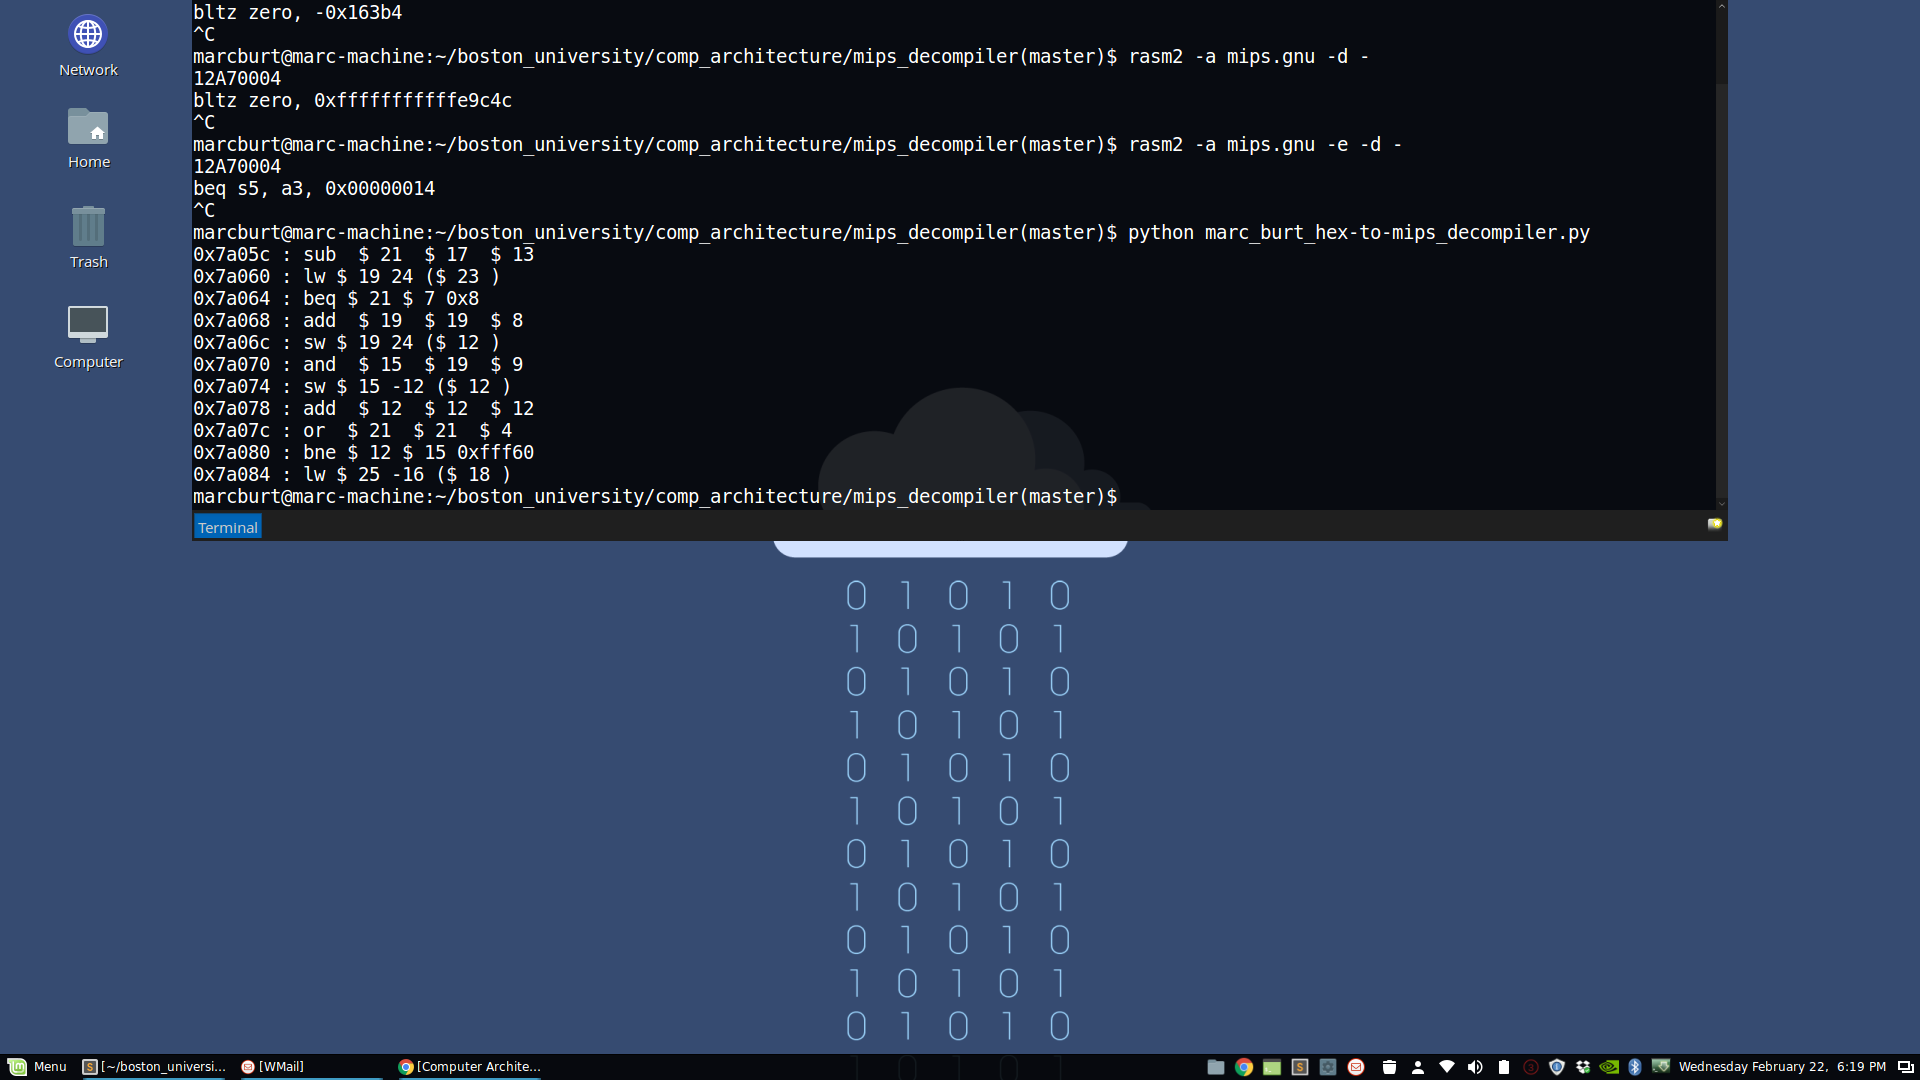 bltz zero, -0x163b4
^C
marcburt@marc-machine:~/boston_university/comp_architecture/mips_decompiler(master)$ rasm2 -a mips.gnu -d -
12A70004
bltz zero, 0xfffffffffffe9c4c
^C
marcburt@marc-machine:~/boston_university/comp_architecture/mips_decompiler(master)$ rasm2 -a mips.gnu -e -d -
12A70004
beq s5, a3, 0x00000014
^C
marcburt@marc-machine:~/boston_university/comp_architecture/mips_decompiler(master)$ python marc_burt_hex-to-mips_decompiler.py
0x7a05c : sub  $ 21  $ 17  $ 13
0x7a060 : lw $ 19 24 ($ 23 )
0x7a064 : beq $ 21 $ 7 0x8
0x7a068 : add  $ 19  $ 19  $ 8
0x7a06c : sw $ 19 24 ($ 12 )
0x7a070 : and  $ 15  $ 19  $ 9
0x7a074 : sw $ 15 -12 ($ 12 )
0x7a078 : add  $ 12  $ 12  $ 12
0x7a07c : or  $ 21  $ 21  $ 4
0x7a080 : bne $ 12 $ 15 0xfff60
0x7a084 : lw $ 25 -16 ($ 18 )
marcburt@marc-machine:~/boston_university/comp_architecture/mips_decompiler(master)$
Terminal
Network
Home
Trash
Computer
0 1 0 1 0
1 0 1 0 1
0 1 0 1 0
1 0 1 0 1
0 1 0 1 0
1 0 1 0 1
0 1 0 1 0
1 0 1 0 1
0 1 0 1 0
1 0 1 0 1
0 1 0 1 0
1 0 1 0 1
Menu
[~/boston_universi...
[WMail]
[Computer Archite...
3
Wednesday February 22, 6:19 PM